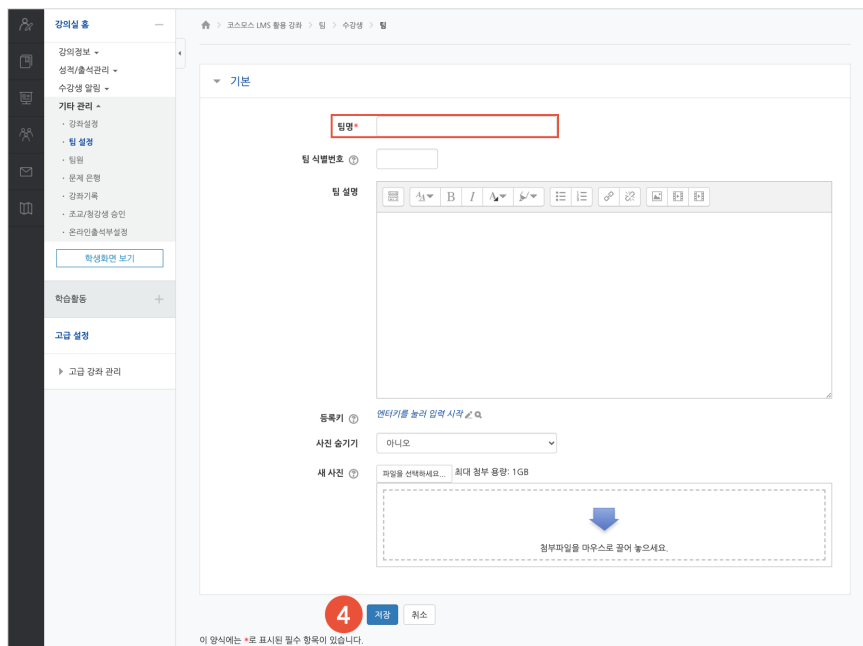 강의실 홈
강의정보
성적/출석관리
수강생 알림
기타 관리
· 강좌설정
· 팀 설정
· 팀원
· 문제 은행
· 강좌기록
· 조교/청강생 승인
· 온라인출석부설정
학생화면 보기
학습활동
고급 설정
고급 강좌 관리
코스모스 LMS 활용 강좌 > 팀 > 수강생 > 팀
기본
팀명*
팀 식별번호
팀 설명
등록키 엔터키를 눌러 입력 시작
사진 숨기기 아니오
새 사진 파일을 선택하세요... 최대 첨부 용량: 1GB
첨부파일을 마우스로 끌어 놓으세요.
4 저장 취소
이 양식에는 *로 표시된 필수 항목이 있습니다.